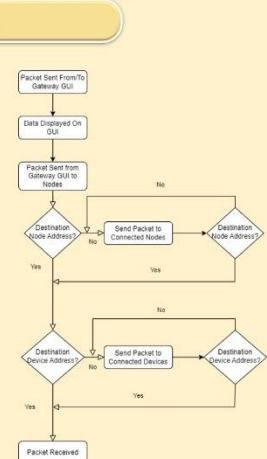 Packet Sent From/To
Gateway GUI
Data Displayed On
GUI
Packet Sent from
Gateway GUI to
Nodes
No
Destination
Node Address?
No
Send Packet to
Connected Nodes
Destination
Node Address?
Yes
Yes
No
Destination
Device Address?
No
Send Packet to
Connected Devices
Destination
Device Address?
Yes
Yes
Packet Received